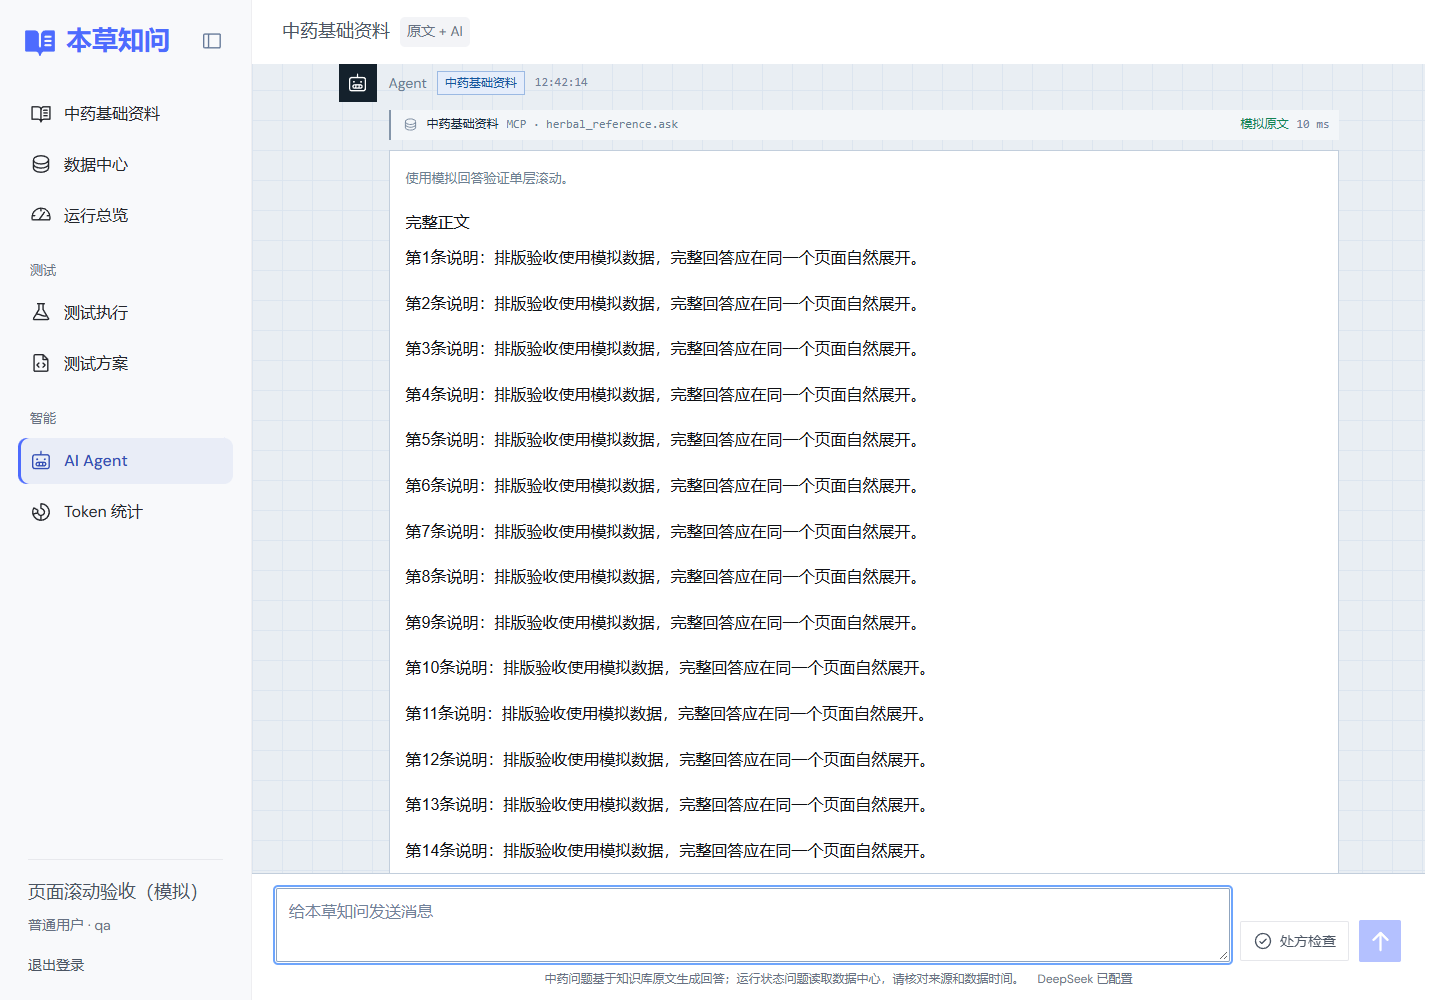 本草知问
中药基础资料
数据中心
运行总览
测试
测试执行
测试方案
智能
AI Agent
Token 统计
页面滚动验收（模拟）
普通用户 · qa
退出登录
中药基础资料 原文 + AI
Agent 中药基础资料 12:42:14
中药基础资料 MCP · herbal_reference.ask 模拟原文 10 ms
使用模拟回答验证单层滚动。
完整正文
第1条说明：排版验收使用模拟数据，完整回答应在同一个页面自然展开。
第2条说明：排版验收使用模拟数据，完整回答应在同一个页面自然展开。
第3条说明：排版验收使用模拟数据，完整回答应在同一个页面自然展开。
第4条说明：排版验收使用模拟数据，完整回答应在同一个页面自然展开。
第5条说明：排版验收使用模拟数据，完整回答应在同一个页面自然展开。
第6条说明：排版验收使用模拟数据，完整回答应在同一个页面自然展开。
第7条说明：排版验收使用模拟数据，完整回答应在同一个页面自然展开。
第8条说明：排版验收使用模拟数据，完整回答应在同一个页面自然展开。
第9条说明：排版验收使用模拟数据，完整回答应在同一个页面自然展开。
第10条说明：排版验收使用模拟数据，完整回答应在同一个页面自然展开。
第11条说明：排版验收使用模拟数据，完整回答应在同一个页面自然展开。
第12条说明：排版验收使用模拟数据，完整回答应在同一个页面自然展开。
第13条说明：排版验收使用模拟数据，完整回答应在同一个页面自然展开。
第14条说明：排版验收使用模拟数据，完整回答应在同一个页面自然展开。
给本草知问发送消息
处方检查
中药问题基于知识库原文生成回答；运行状态问题读取数据中心，请核对来源和数据时间。 DeepSeek 已配置